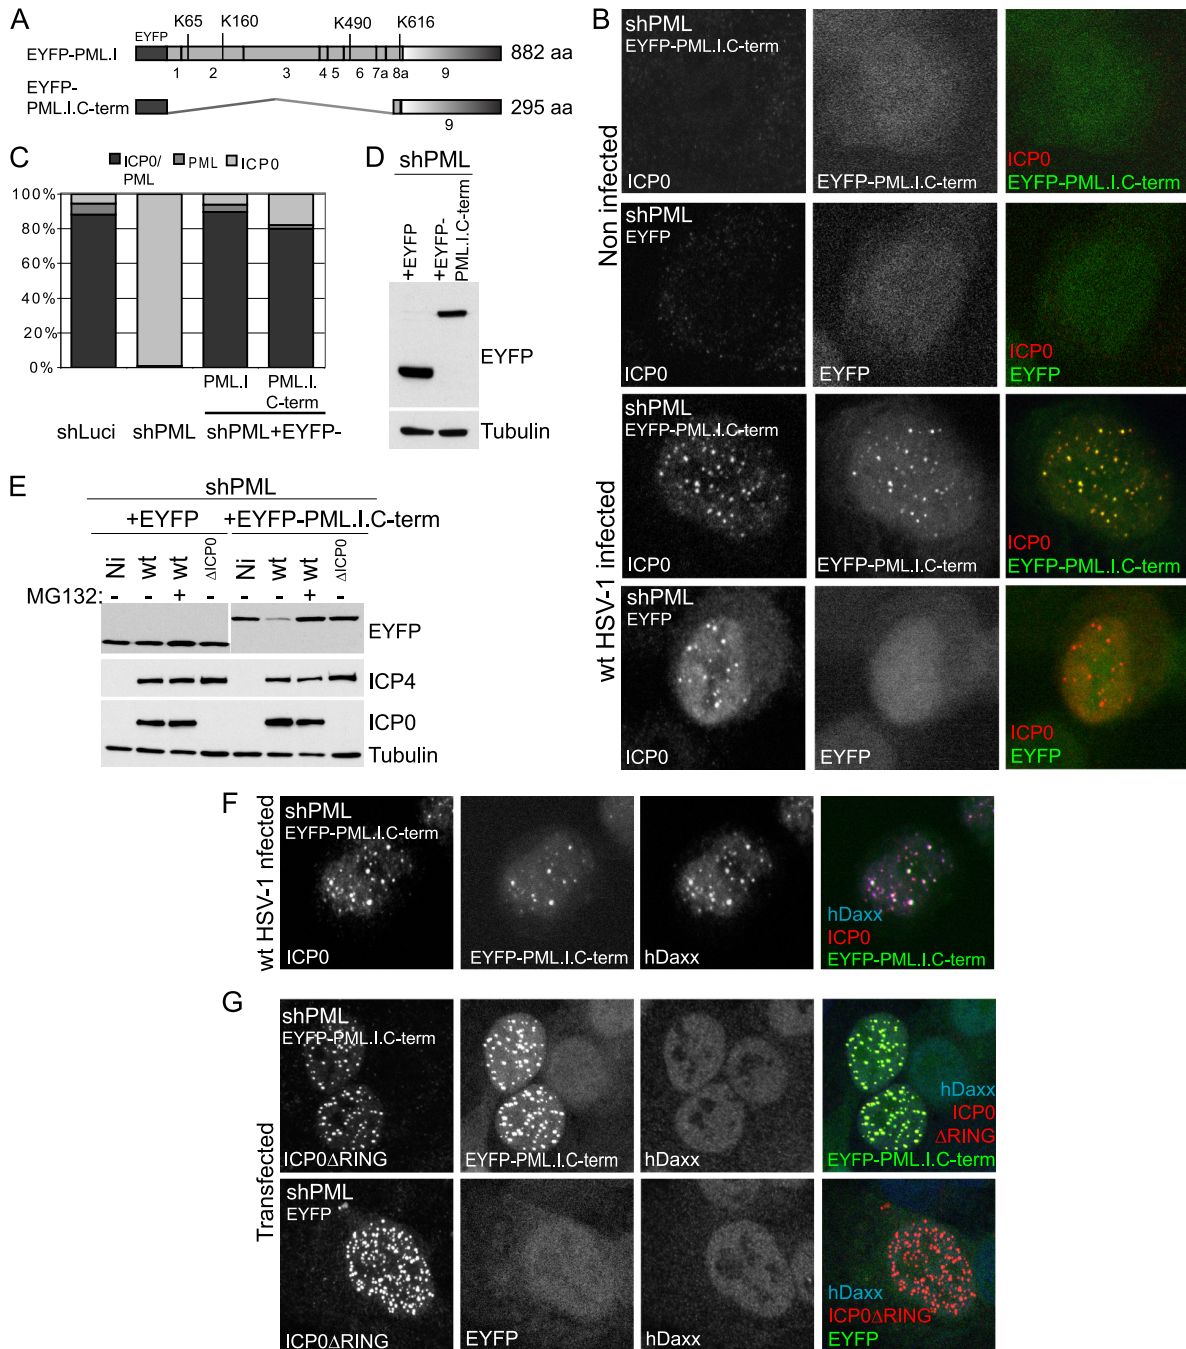 A
K65 K160 K490 K616
EYFP
EYFP-PML.I
882 aa
1 2 3 4 5 6 7a 8a 9
EYFP-
PML.I.C-term
295 aa
9
B
Non infected
shPML
EYFP-PML.I.C-term
ICP0
EYFP-PML.I.C-term
ICP0
EYFP-PML.I.C-term
shPML
EYFP
ICP0
EYFP
ICP0
EYFP
wt HSV-1 infected
shPML
EYFP-PML.I.C-term
ICP0
EYFP-PML.I.C-term
ICP0
EYFP-PML.I.C-term
shPML
EYFP
ICP0
EYFP
ICP0
EYFP
C
ICP0/
PML
PML
ICP0
100%
80%
60%
40%
20%
0%
PML.I
PML.I.
C-term
shLuci shPML shPML+EYFP-
D
shPML
+EYFP
+EYFP-
PML.I.C-term
EYFP
Tubulin
E
shPML
+EYFP +EYFP-PML.I.C-term
Ni wt wt ΔICP0 Ni wt wt ΔICP0
MG132: - - + - - - + -
EYFP
ICP4
ICP0
Tubulin
F
wt HSV-1 nfected
shPML
EYFP-PML.I.C-term
ICP0
EYFP-PML.I.C-term
hDaxx
hDaxx
ICP0
EYFP-PML.I.C-term
G
Transfected
shPML
EYFP-PML.I.C-term
ICP0ΔRING
EYFP-PML.I.C-term
hDaxx
hDaxx
ICP0
ΔRING
EYFP-PML.I.C-term
shPML
EYFP
ICP0ΔRING
EYFP
hDaxx
hDaxx
ICP0ΔRING
EYFP